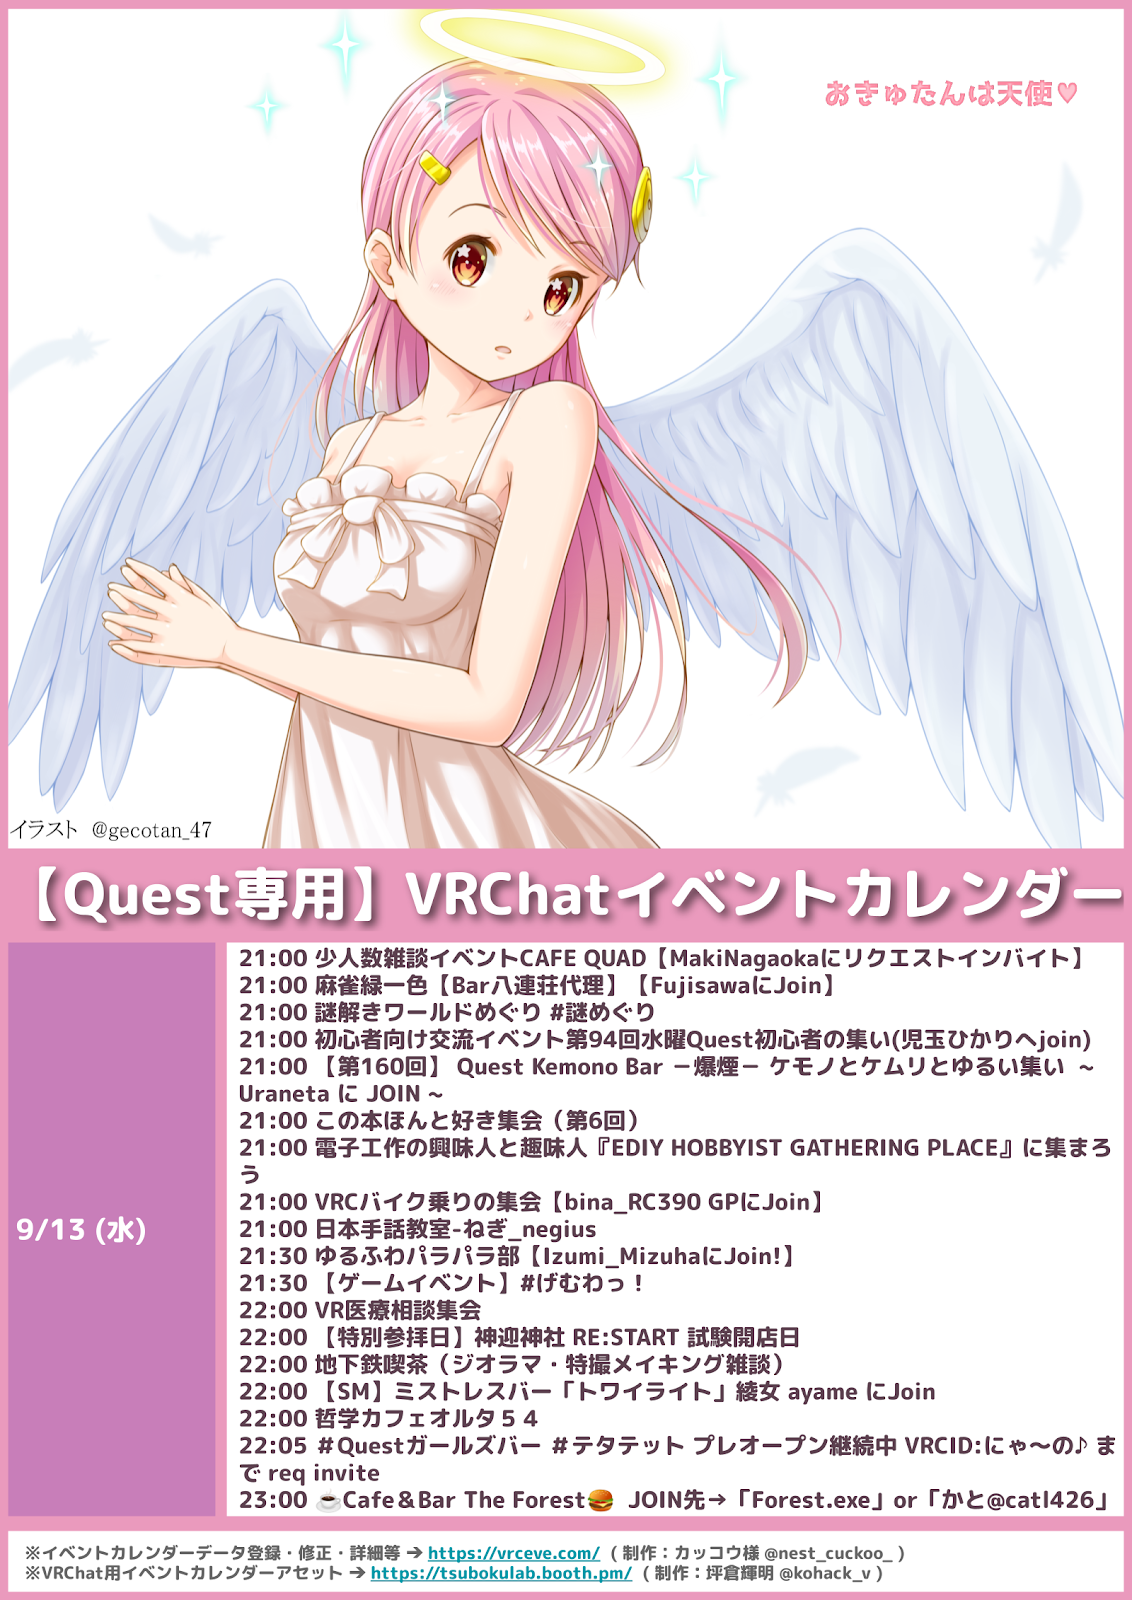 おきゅたんは天使♥
イラスト @gecotan_47
【Quest専用】VRChatイベントカレンダー
9/13 (水)
21:00 少人数雑談イベントCAFE QUAD【MakiNagaokaにリクエストインバイト】
21:00 麻雀緑一色【Bar八連荘代理】【FujisawaにJoin】
21:00 謎解きワールドめぐり #謎めぐり
21:00 初心者向け交流イベント第94回水曜Quest初心者の集い(児玉ひかりへjoin)
21:00 【第160回】 Quest Kemono Bar －爆煙－ ケモノとケムリとゆるい集い ～
Uraneta に JOIN ～
21:00 この本ほんと好き集会（第6回）
21:00 電子工作の興味人と趣味人『EDIY HOBBYIST GATHERING PLACE』に集まろ
う
21:00 VRCバイク乗りの集会【bina_RC390 GPにJoin】
21:00 日本手話教室-ねぎ_negius
21:30 ゆるふわパラパラ部【Izumi_MizuhaにJoin!】
21:30 【ゲームイベント】#げむわっ！
22:00 VR医療相談集会
22:00 【特別参拝日】神迎神社 RE:START 試験開店日
22:00 地下鉄喫茶（ジオラマ・特撮メイキング雑談）
22:00 【SM】ミストレスバー「トワイライト」綾女 ayame にJoin
22:00 哲学カフェオルタ５４
22:05 ＃Questガールズバー ＃テタテット プレオープン継続中 VRCID:にゃ～の♪ ま
で req invite
23:00 ☕Cafe＆Bar The Forest🍔 JOIN先→「Forest.exe」or「かと@catl426」
※イベントカレンダーデータ登録・修正・詳細等 ➔ https://vrceve.com/ （制作：カッコウ様 @nest_cuckoo_ ）
※VRChat用イベントカレンダーアセット ➔ https://tsubokulab.booth.pm/ （制作：坪倉輝明 @kohack_v ）